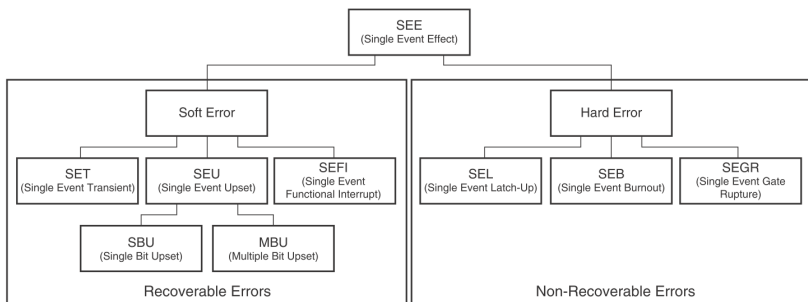 SEE
(Single Event Effect)
Soft Error
Hard Error
SET
(Single Event Transient)
SEU
(Single Event Upset)
SEFI
(Single Event
Functional Interrupt)
SEL
(Single Event Latch-Up)
SEB
(Single Event Burnout)
SEGR
(Single Event Gate
Rupture)
SBU
(Single Bit Upset)
MBU
(Multiple Bit Upset)
Recoverable Errors
Non-Recoverable Errors